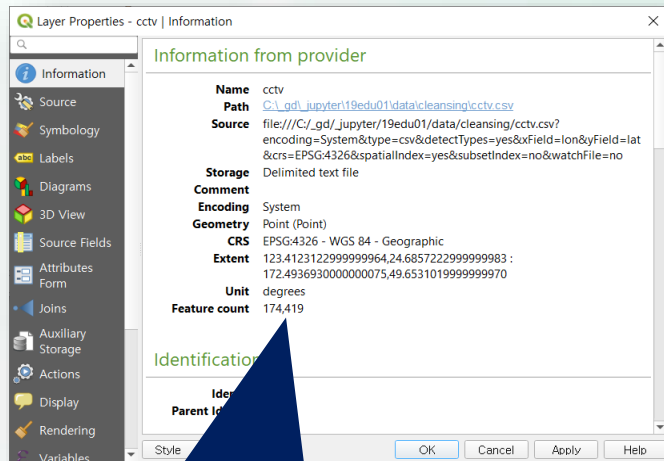 Layer Properties - cctv | Information
Information
Source
Symbology
abc Labels
Diagrams
3D View
Source Fields
Attributes
Form
Joins
Auxiliary
Storage
Actions
Display
Rendering
Variables
Information from provider
Name cctv
Path C:\_gd\_jupyter\19edu01\data\cleansing\cctv.csv
Source file:///C:/_gd/_jupyter/19edu01/data/cleansing/cctv.csv?
encoding=System&type=csv&detectTypes=yes&xField=lon&yField=lat
&crs=EPSG:4326&spatialIndex=yes&subsetIndex=no&watchFile=no
Storage Delimited text file
Comment
Encoding System
Geometry Point (Point)
CRS EPSG:4326 - WGS 84 - Geographic
Extent 123.4123122999999964,24.6857222999999983 :
172.4936930000000075,49.6531019999999970
Unit degrees
Feature count 174,419
Identification
Parent
Style
OK Cancel Apply Help